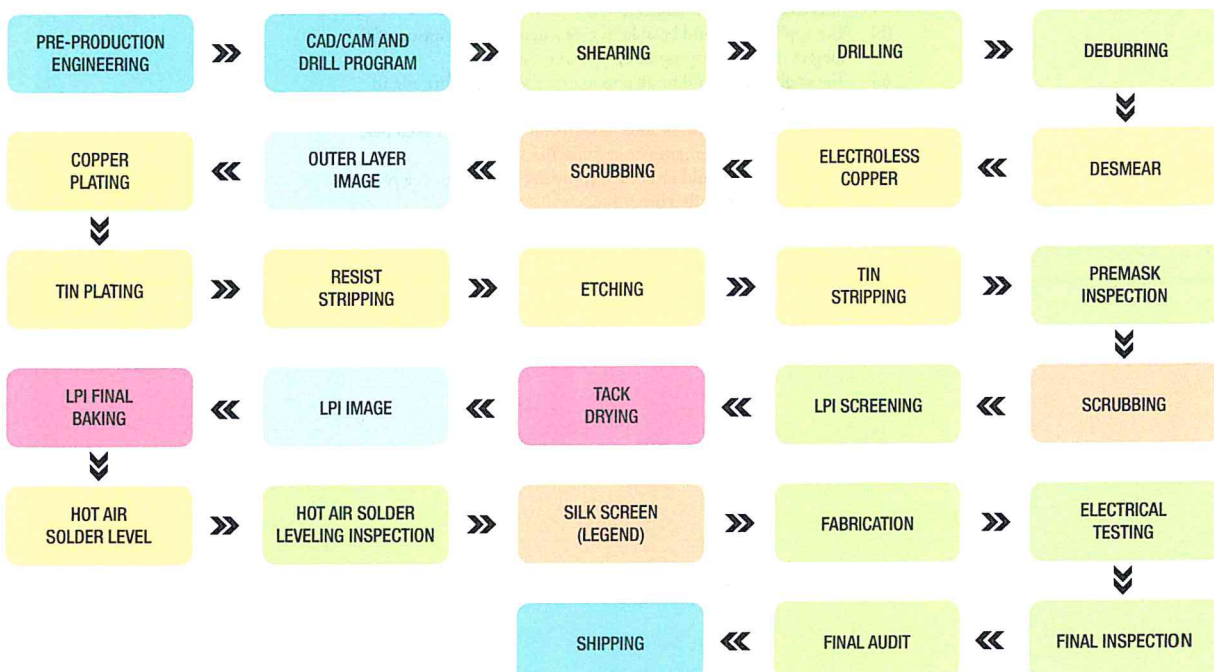 PRE-PRODUCTION
ENGINEERING
CAD/CAM AND
DRILL PROGRAM
SHEARING
DRILLING
DEBURRING
COPPER
PLATING
OUTER LAYER
IMAGE
SCRUBBING
ELECTROLESS
COPPER
DESMEAR
TIN PLATING
RESIST
STRIPPING
ETCHING
TIN
STRIPPING
PREMASK
INSPECTION
LPI FINAL
BAKING
LPI IMAGE
TACK
DRYING
LPI SCREENING
SCRUBBING
HOT AIR
SOLDER LEVEL
HOT AIR SOLDER
LEVELING INSPECTION
SILK SCREEN
(LEGEND)
FABRICATION
ELECTRICAL
TESTING
SHIPPING
FINAL AUDIT
FINAL INSPECTION